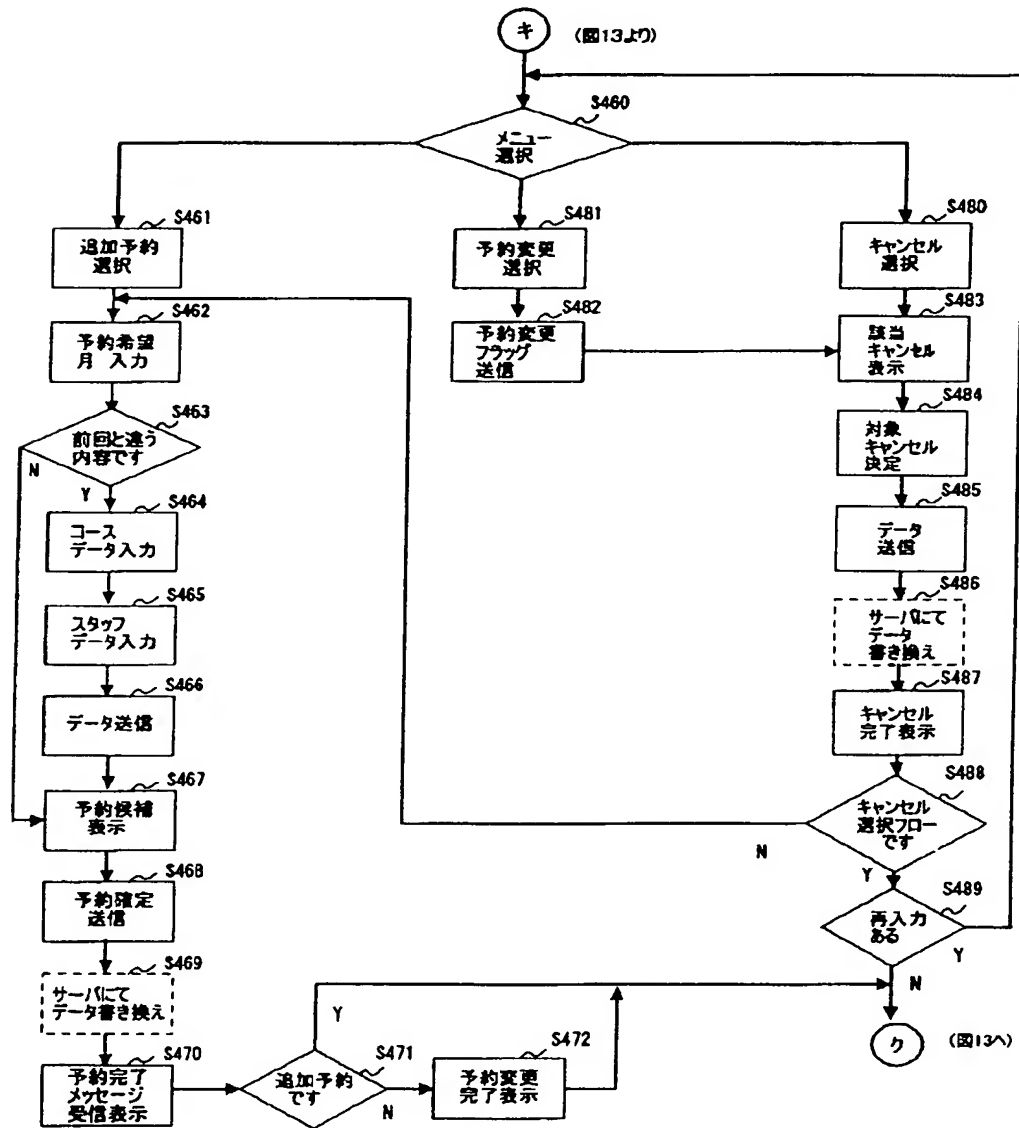 キ
(図13より)
S460
メニュー
選択
S461
追加予約
選択
S462
予約希望
月 入力
S463
前回と違う
内容です
N
Y
S464
コース
データ入力
S465
スタッフ
データ入力
S466
データ送信
S467
予約候補
表示
S468
予約確定
送信
S469
サーバにて
データ書き換え
S470
予約完了
メッセージ
受信表示
S471
追加予約
です
Y
N
S472
予約変更
完了表示
S481
予約変更
選択
S482
予約変更
フラッグ
送信
S480
キャンセル
選択
S483
該当
キャンセル
表示
S484
対象
キャンセル
決定
S485
データ
送信
S486
サーバにて
データ
書き換え
S487
キャンセル
完了表示
S488
キャンセル
選択フロー
です
N
Y
S489
再入力
ある
Y
N
ク
(図13へ)